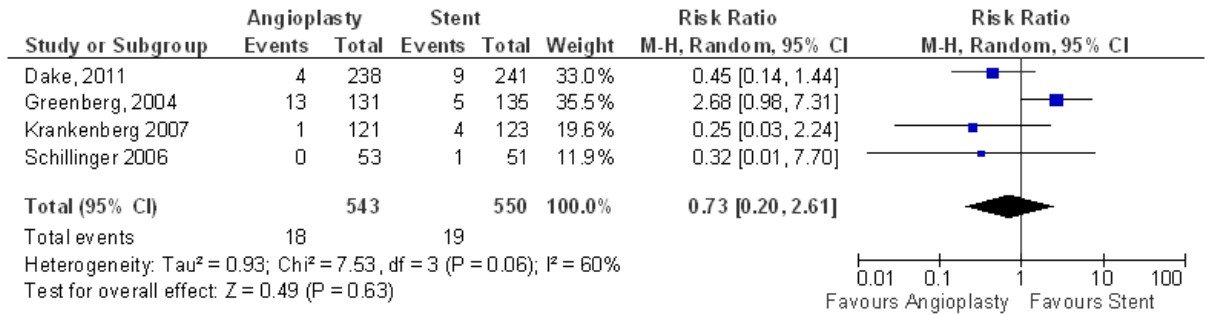 Angioplasty Stent Risk Ratio Risk Ratio
Study or Subgroup Events Total Events Total Weight M-H, Random, 95% CI M-H, Random, 95% CI
Dake, 2011 4 238 9 241 33.0% 0.45 [0.14, 1.44]
Greenberg, 2004 13 131 5 135 35.5% 2.68 [0.98, 7.31]
Krankenberg 2007 1 121 4 123 19.6% 0.25 [0.03, 2.24]
Schillinger 2006 0 53 1 51 11.9% 0.32 [0.01, 7.70]
Total (95% CI) 543 550 100.0% 0.73 [0.20, 2.61]
Total events 18 19
Heterogeneity: Tau² = 0.93; Chi² = 7.53, df = 3 (P = 0.06); I² = 60%
Test for overall effect: Z = 0.49 (P = 0.63)
0.01 0.1 1 10 100
Favours Angioplasty Favours Stent